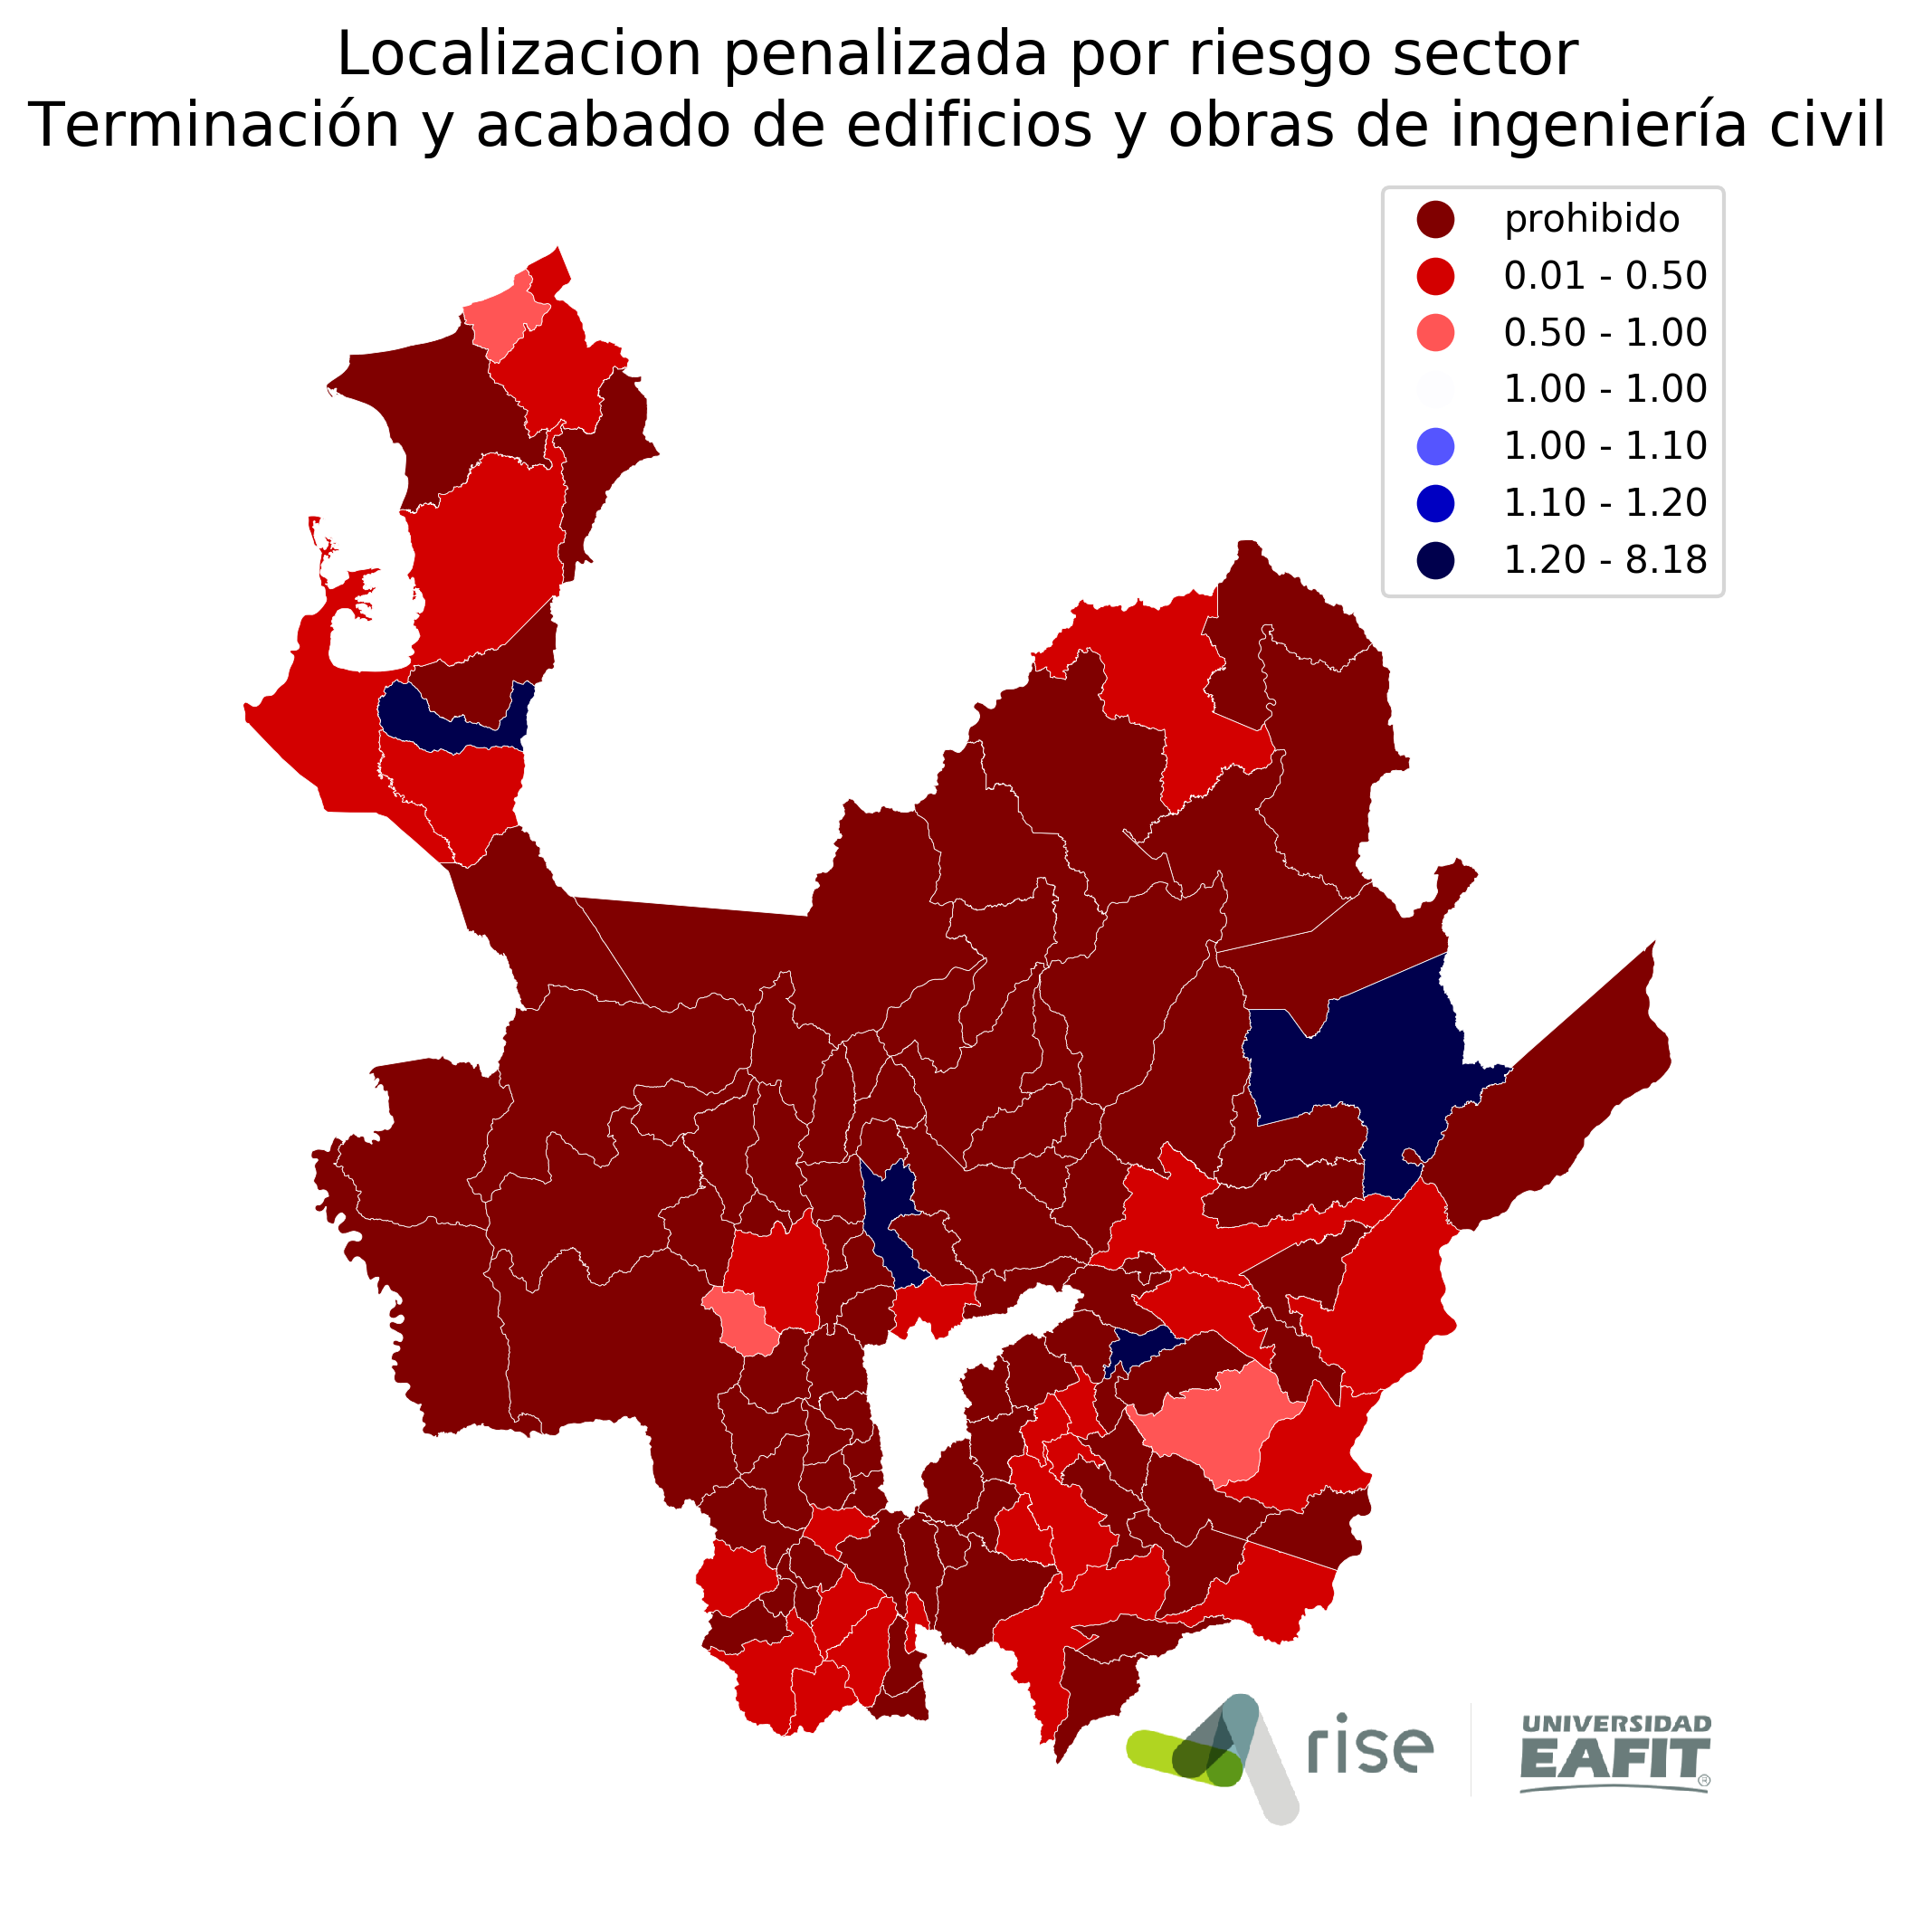 Localizacion penalizada por riesgo sector
Terminación y acabado de edificios y obras de ingeniería civil
prohibido
0.01 - 0.50
0.50 - 1.00
1.00 - 1.00
1.00 - 1.10
1.10 - 1.20
1.20 - 8.18
rise
UNIVERSIDAD
EAFIT®